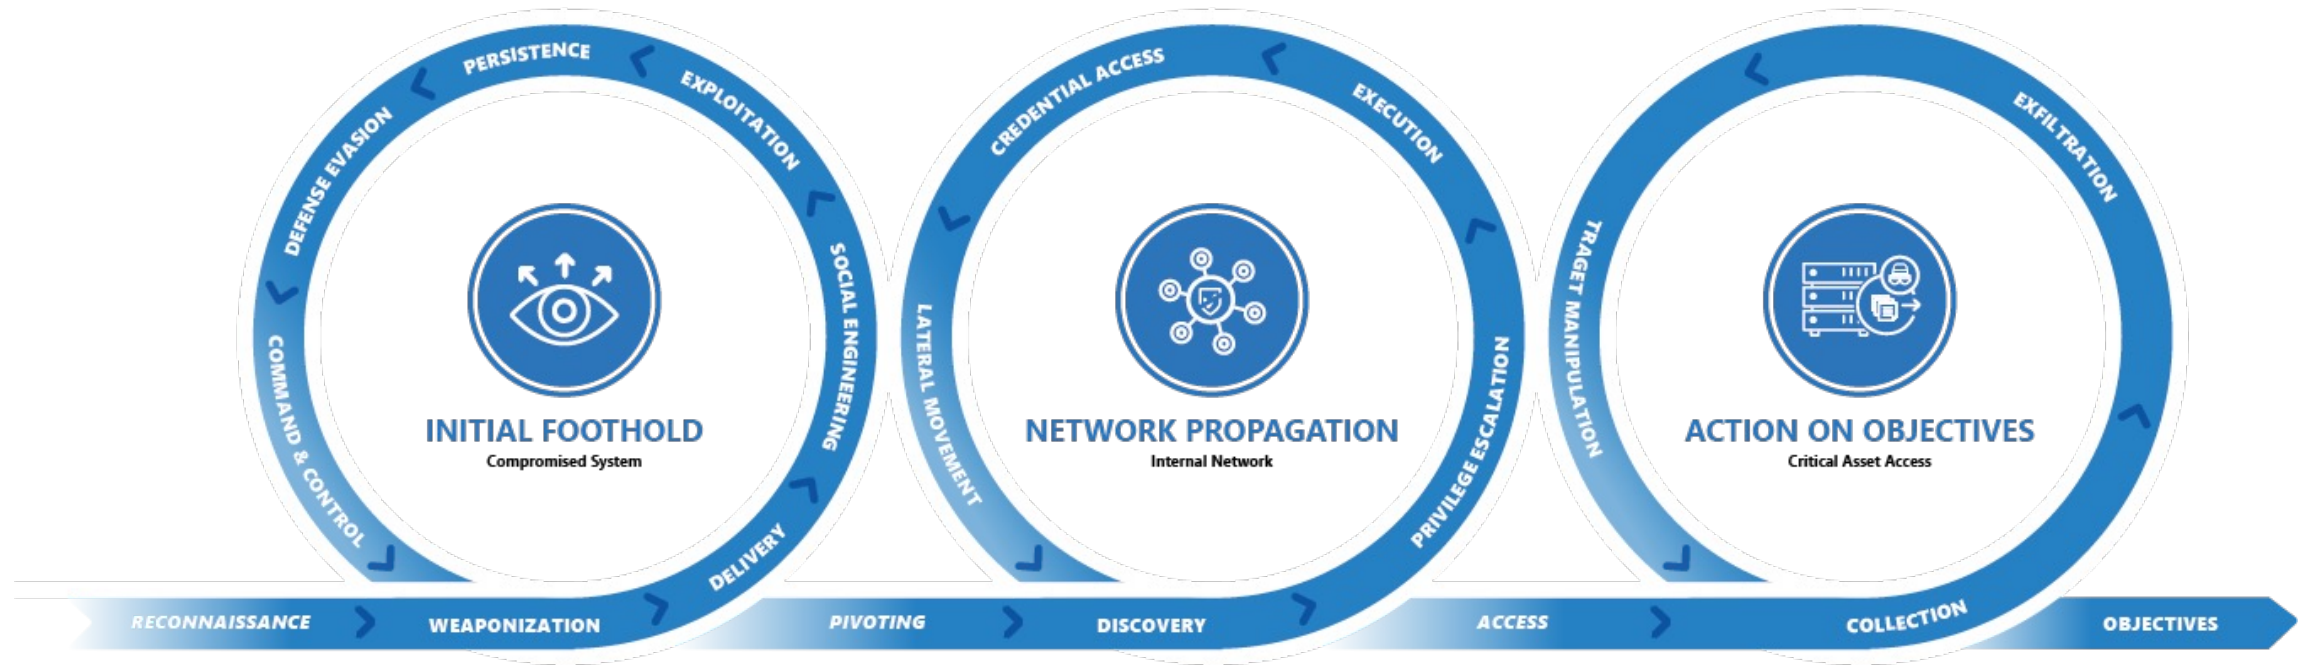 RECONNAISSANCE
WEAPONIZATION
DELIVERY
SOCIAL ENGINEERING
EXPLOITATION
PERSISTENCE
DEFENSE EVASION
COMMAND & CONTROL
INITIAL FOOTHOLD
Compromised System
PIVOTING
DISCOVERY
PRIVILEGE ESCALATION
EXECUTION
CREDENTIAL ACCESS
LATERAL MOVEMENT
NETWORK PROPAGATION
Internal Network
ACCESS
COLLECTION
EXFILTRATION
TRAGET MANIPULATION
ACTION ON OBJECTIVES
Critical Asset Access
OBJECTIVES